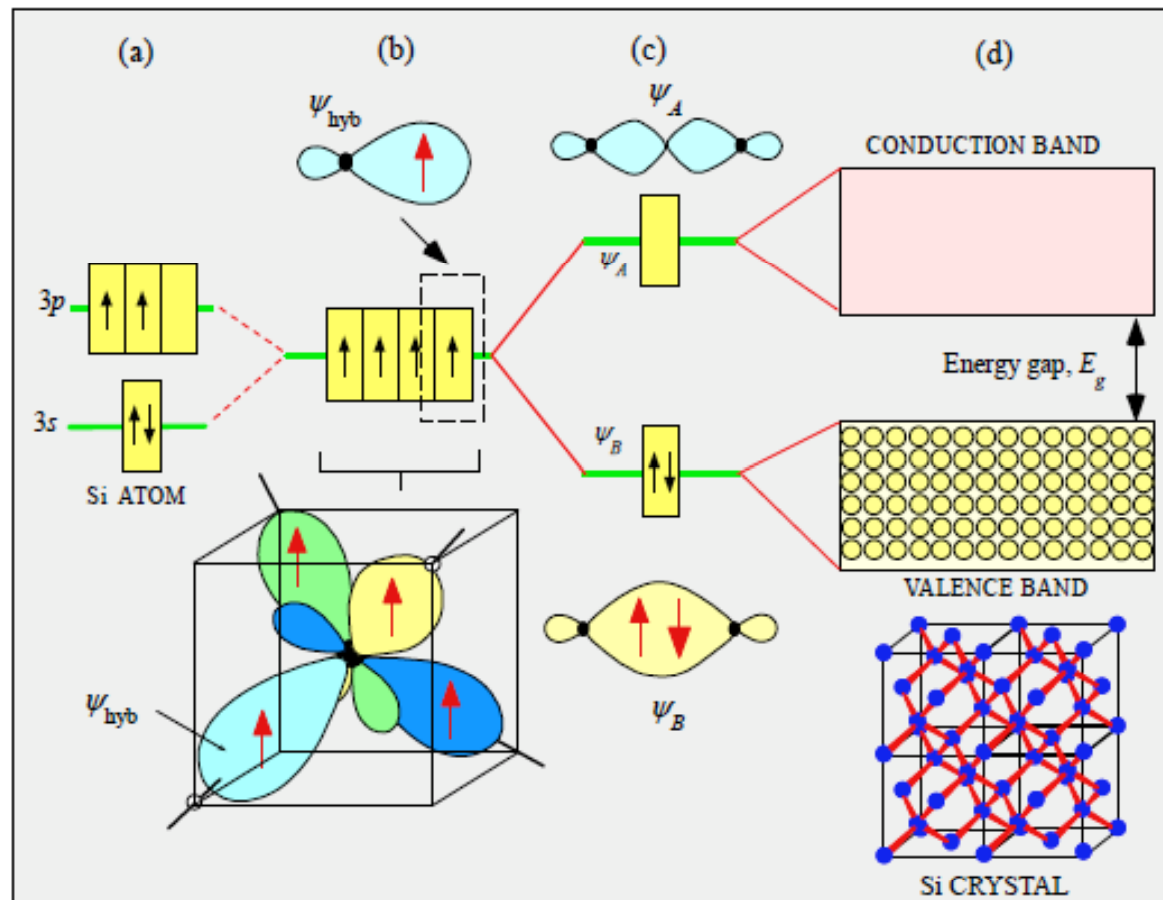 (a)
(b)
(c)
(d)
ψhyb
ψA
CONDUCTION BAND
ψA
3p
Energy gap, Eg
3s
ψB
Si ATOM
VALENCE BAND
ψhyb
ψB
Si CRYSTAL